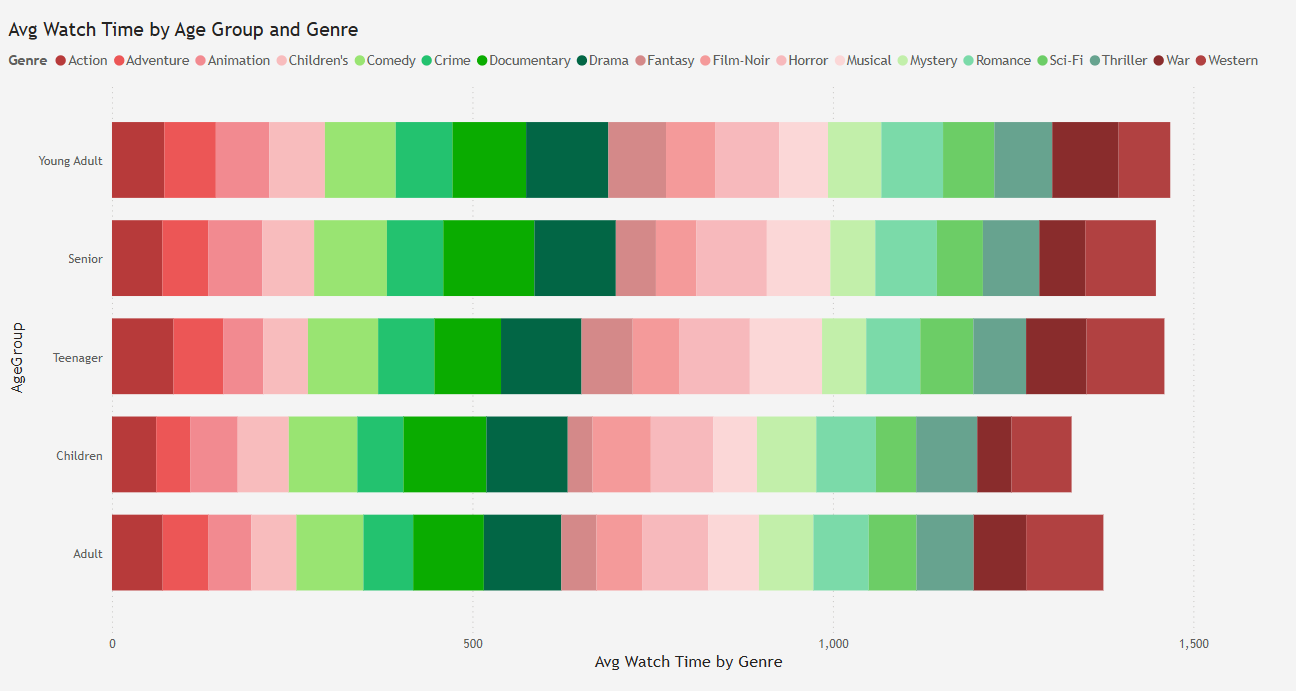 Avg Watch Time by Age Group and Genre
Genre Action Adventure Animation Children's Comedy Crime Documentary Drama Fantasy Film-Noir Horror Musical Mystery Romance Sci-Fi Thriller War Western
AgeGroup
Young Adult
Senior
Teenager
Children
Adult
0 500 1,000 1,500
Avg Watch Time by Genre